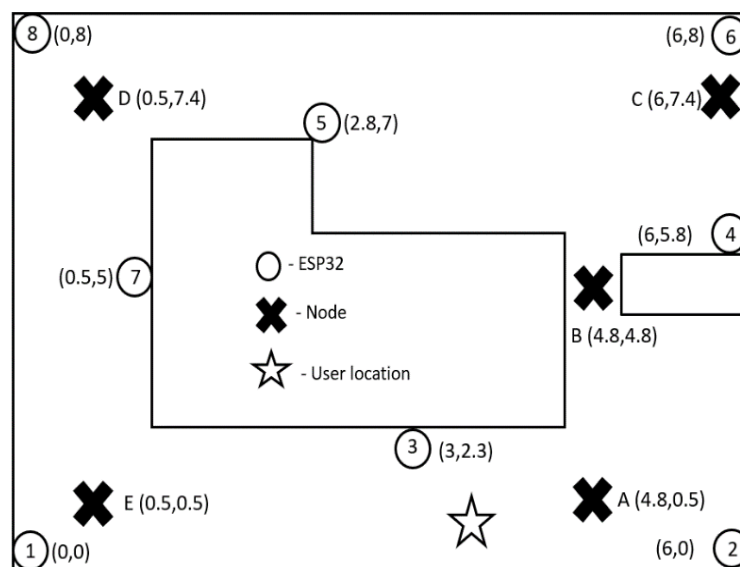 8 (0,8)
(6,8) 6
D (0.5,7.4)
C (6,7.4)
5 (2.8,7)
(6,5.8) 4
(0.5,5) 7
- ESP32
- Node
B (4.8,4.8)
- User location
3 (3,2.3)
E (0.5,0.5)
A (4.8,0.5)
1 (0,0)
(6,0) 2